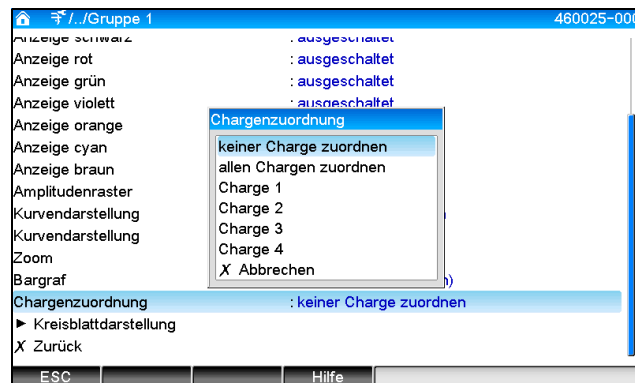 /../Gruppe 1 460025-000
Anzeige schwarz : ausgeschaltet
Anzeige rot : ausgeschaltet
Anzeige grün : ausgeschaltet
Anzeige violett : ausgeschaltet
Anzeige orange
Anzeige cyan
Anzeige braun
Amplitudenraster
Kurvendarstellung
Kurvendarstellung
Zoom
Bargraf )
Chargenzuordnung : keiner Charge zuordnen
► Kreisblattdarstellung
X Zurück
Chargenzuordnung
keiner Charge zuordnen
allen Chargen zuordnen
Charge 1
Charge 2
Charge 3
Charge 4
X Abbrechen
ESC Hilfe